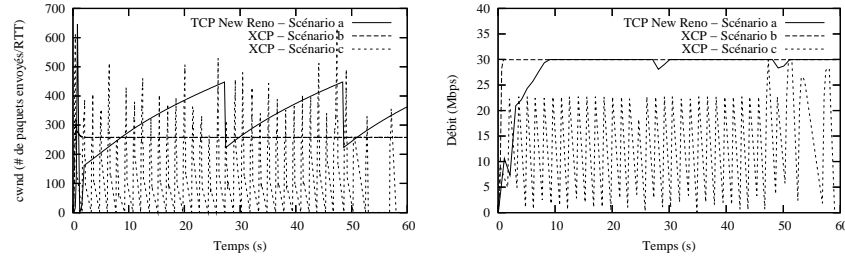 700
600
500
400
300
200
100
0
cwnd (# de paquets envoyés/RTT)
TCP New Reno – Scénario a
XCP – Scénario b
XCP – Scénario c
0 10 20 30 40 50 60
Temps (s)
40
35
30
25
20
15
10
5
0
Débit (Mbps)
TCP New Reno – Scénario a
XCP – Scénario b
XCP – Scénario c
0 10 20 30 40 50 60
Temps (s)